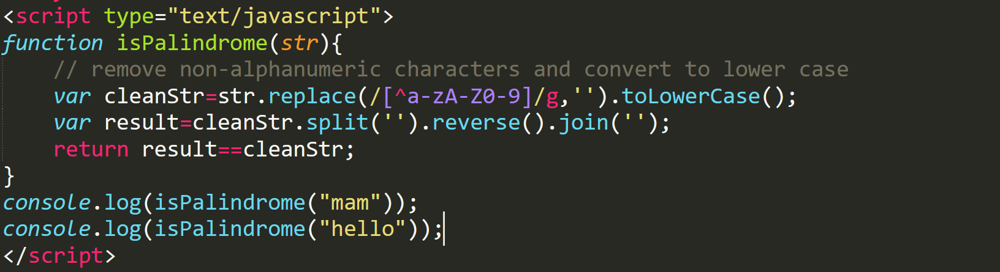 <script type="text/javascript">
function isPalindrome(str){
    // remove non-alphanumeric characters and convert to lower case
    var cleanStr=str.replace(/[^a-zA-Z0-9]/g,'').toLowerCase();
    var result=cleanStr.split('').reverse().join('');
    return result==cleanStr;
}
console.log(isPalindrome("mam"));
console.log(isPalindrome("hello"));
</script>